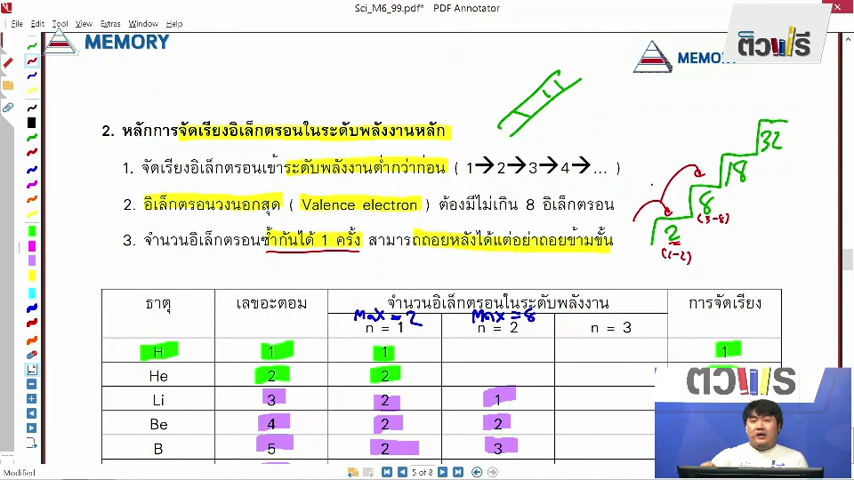 Sci_M6_99.pdf* - PDF Annotator
File Edit Tool View Extras Window Help
MEMORY
MEMORY
ติวฟรี
2. หลักการจัดเรียงอิเล็กตรอนในระดับพลังงานหลัก
1. จัดเรียงอิเล็กตรอนเข้าระดับพลังงานต่ำกว่าก่อน ( 1→2→3→4→... )
2. อิเล็กตรอนวงนอกสุด ( Valence electron ) ต้องมีไม่เกิน 8 อิเล็กตรอน
3. จำนวนอิเล็กตรอนซ้ำกันได้ 1 ครั้ง สามารถถอยหลังได้แต่อย่าถอยข้ามขั้น
32
18
8
(3-8)
2
(1-2)
ธาตุ เลขอะตอม จำนวนอิเล็กตรอนในระดับพลังงาน การจัดเรียง
Max = 2 Max = 8
n = 1 n = 2 n = 3
H 1 1 1
He 2 2
Li 3 2 1
Be 4 2 2
B 5 2 3
ติวฟรี
Modified
5 of 8